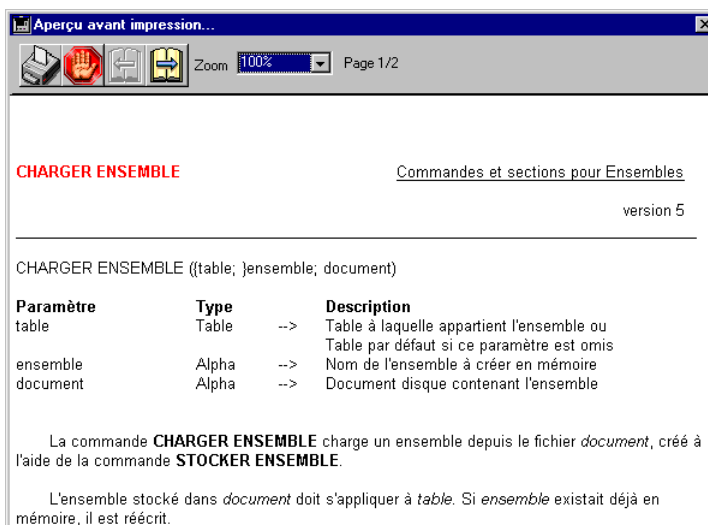 Aperçu avant impression...
Zoom 100% Page 1/2
CHARGER ENSEMBLE Commandes et sections pour Ensembles
version 5
CHARGER ENSEMBLE ({table; }ensemble; document)
Paramètre Type Description
table Table --> Table à laquelle appartient l'ensemble ou
Table par défaut si ce paramètre est omis
ensemble Alpha --> Nom de l'ensemble à créer en mémoire
document Alpha --> Document disque contenant l'ensemble
La commande CHARGER ENSEMBLE charge un ensemble depuis le fichier document, créé à
l'aide de la commande STOCKER ENSEMBLE.
L'ensemble stocké dans document doit s'appliquer à table. Si ensemble existait déjà en
mémoire, il est réécrit.